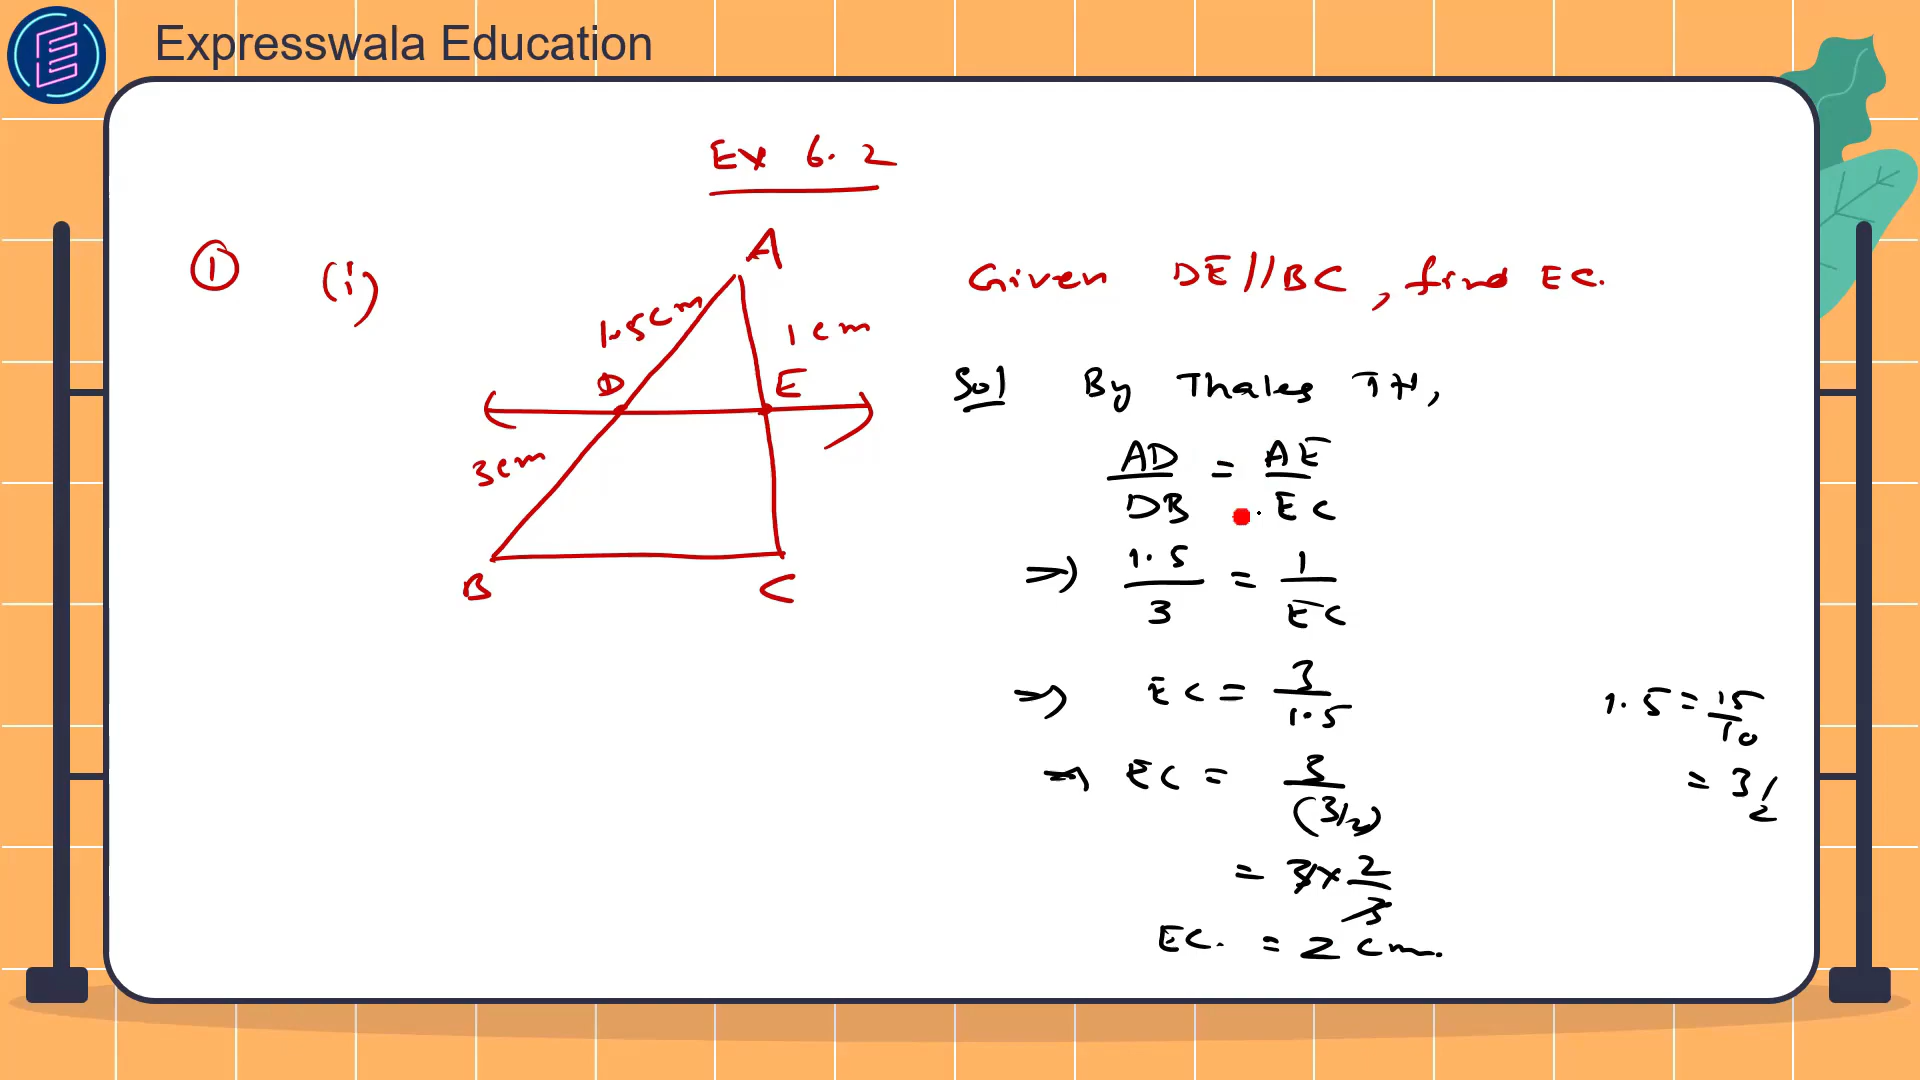 Expresswala Education
Ex 6.2
① (i)
A
1.5cm
1cm
D
E
3cm
B
C
Given DE//BC, find EC.
Sol By Thales TH,
AD/DB = AE/EC
=> 1.5/3 = 1/EC
=> EC = 3/1.5
=> EC = 3/(3/2)
= 3 x 2/3
EC. = 2 cm.
1.5 = 15/10
= 3/2